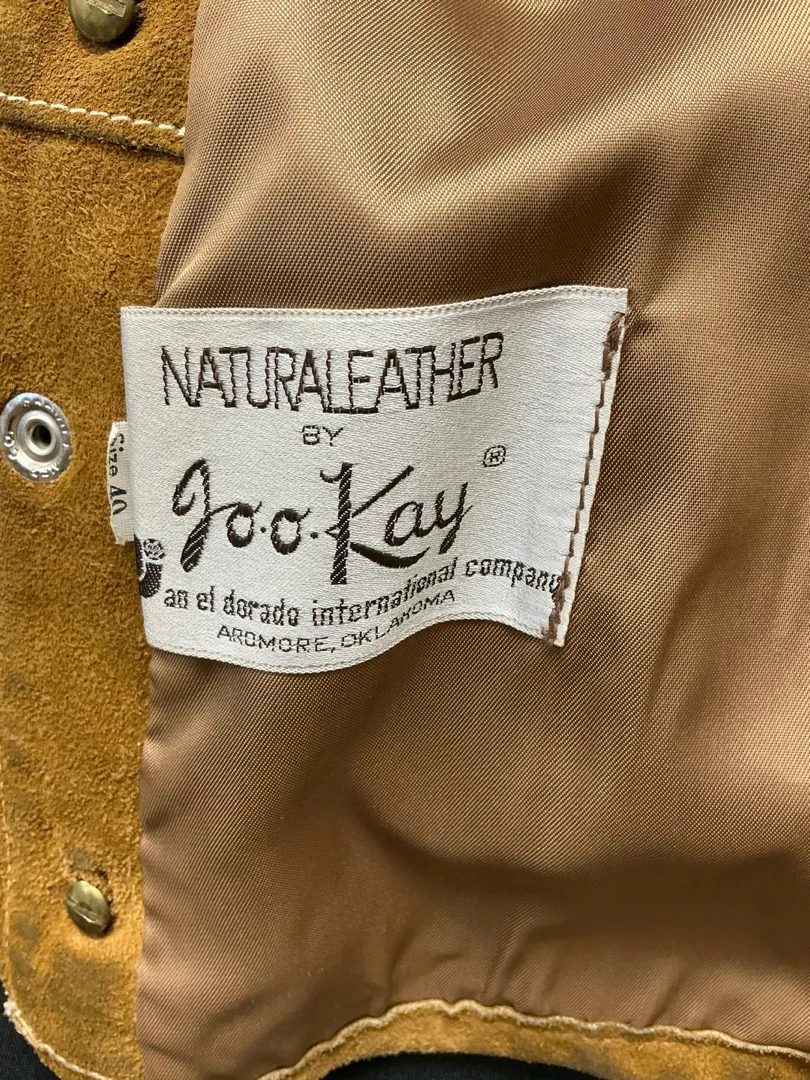 NATURALEATHER
BY
Joo·Kay ®
an el dorado international company
ARDMORE, OKLAHOMA
Size 40